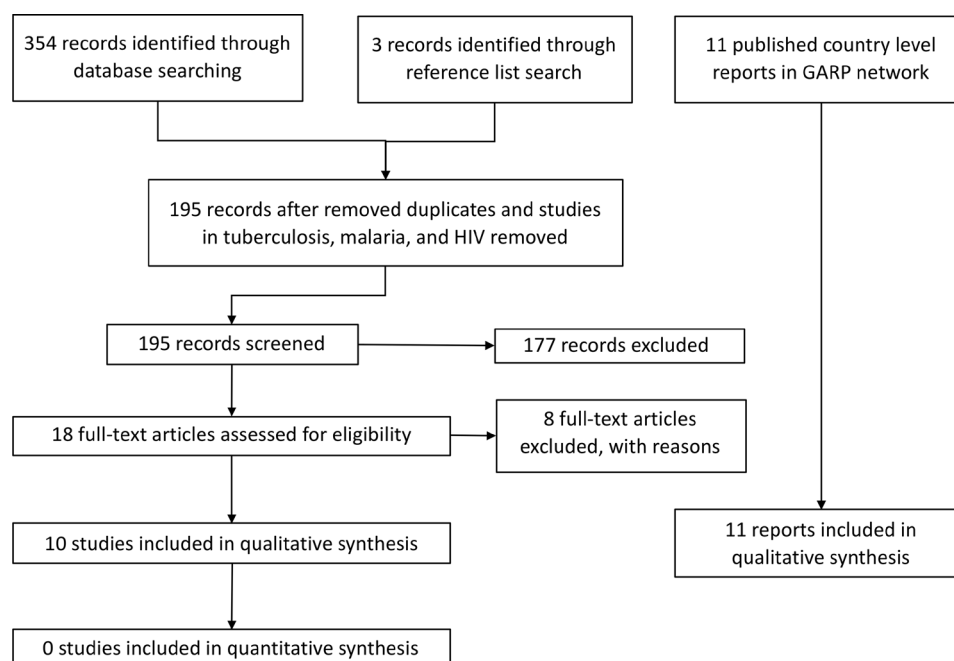 354 records identified through
database searching
3 records identified through
reference list search
11 published country level
reports in GARP network
195 records after removed duplicates and studies
in tuberculosis, malaria, and HIV removed
195 records screened
177 records excluded
18 full-text articles assessed for eligibility
8 full-text articles
excluded, with reasons
10 studies included in qualitative synthesis
11 reports included in
qualitative synthesis
0 studies included in quantitative synthesis